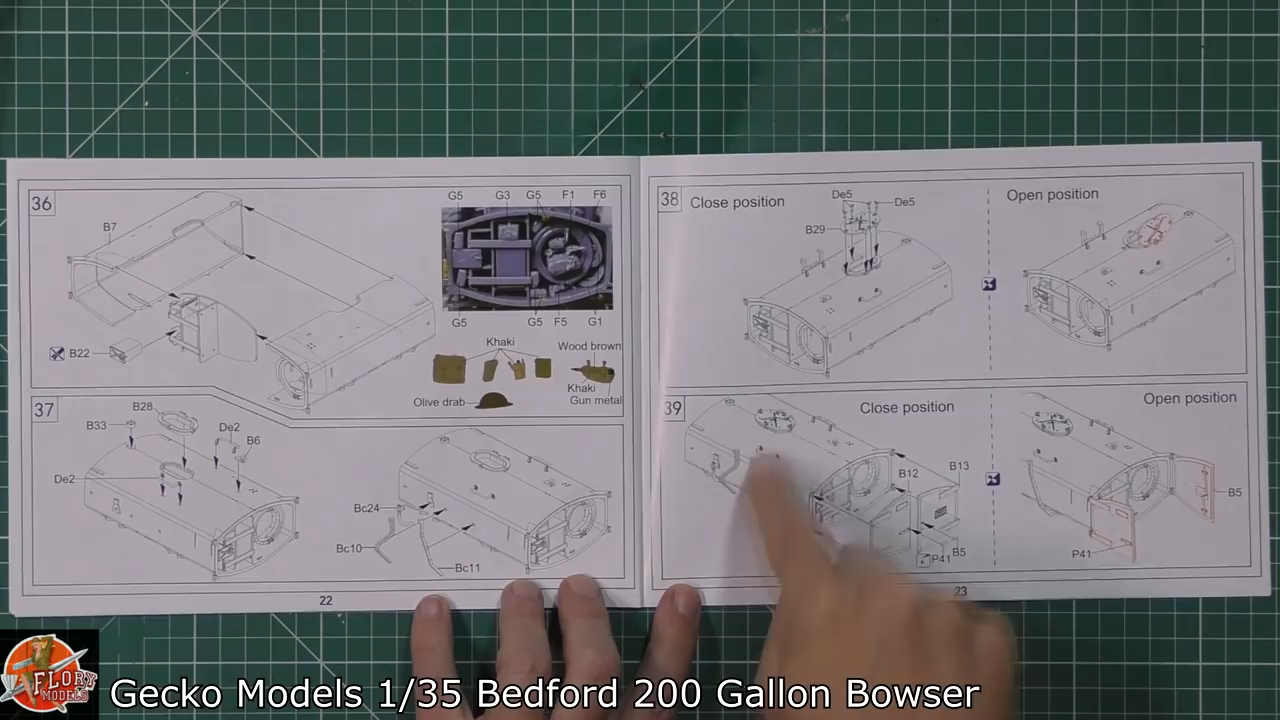 36
B7
B22
G5 G3 G5 F1 F6
G5 G5 F5 G1
Khaki
Wood brown
Khaki
Gun metal
Olive drab
37
B28
B33
De2
B6
De2
Bc24
Bc10
Bc11
22
38
Close position
De5
De5
B29
Open position
39
Close position
B12
B13
P41
B5
Open position
B5
P41
23
FLORY
MODELS
Gecko Models 1/35 Bedford 200 Gallon Bowser